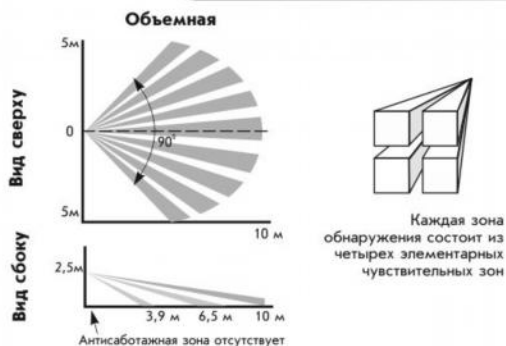 Объемная
Вид сверху
5м
0
90°
5м
10 м
Каждая зона
обнаружения состоит из
четырех элементарных
чувствительных зон
Вид сбоку
2,5м
3,9 м 6,5 м 10 м
Антисаботажная зона отсутствует